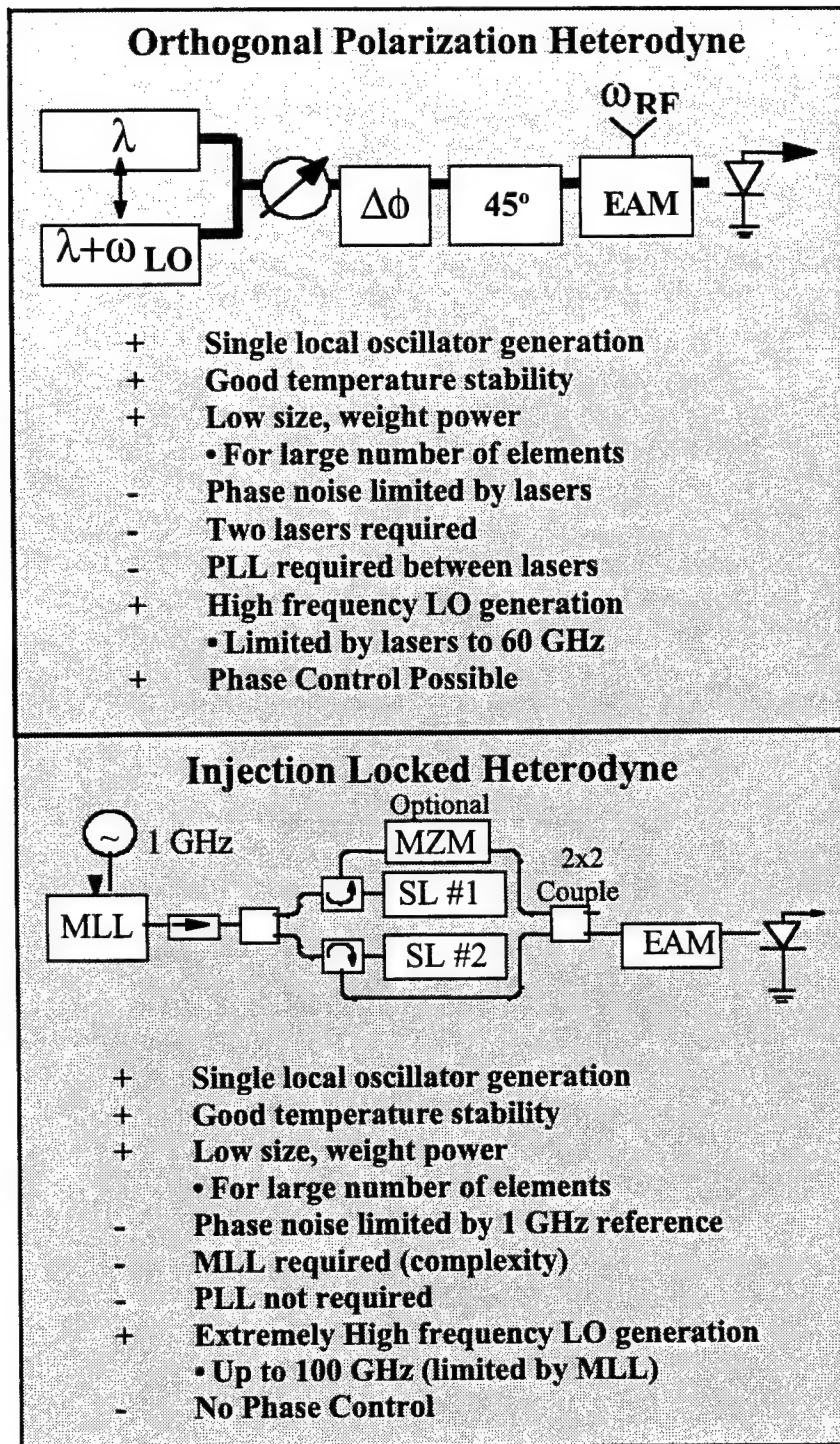 Orthogonal Polarization Heterodyne
ωRF
λ
λ+ωLO
Δϕ
45º
EAM
+ Single local oscillator generation
+ Good temperature stability
+ Low size, weight power
• For large number of elements
- Phase noise limited by lasers
- Two lasers required
- PLL required between lasers
+ High frequency LO generation
• Limited by lasers to 60 GHz
+ Phase Control Possible
Injection Locked Heterodyne
~ 1 GHz
Optional
MZM
2x2
Couple
MLL
SL #1
SL #2
EAM
+ Single local oscillator generation
+ Good temperature stability
+ Low size, weight power
• For large number of elements
- Phase noise limited by 1 GHz reference
- MLL required (complexity)
- PLL not required
+ Extremely High frequency LO generation
• Up to 100 GHz (limited by MLL)
- No Phase Control